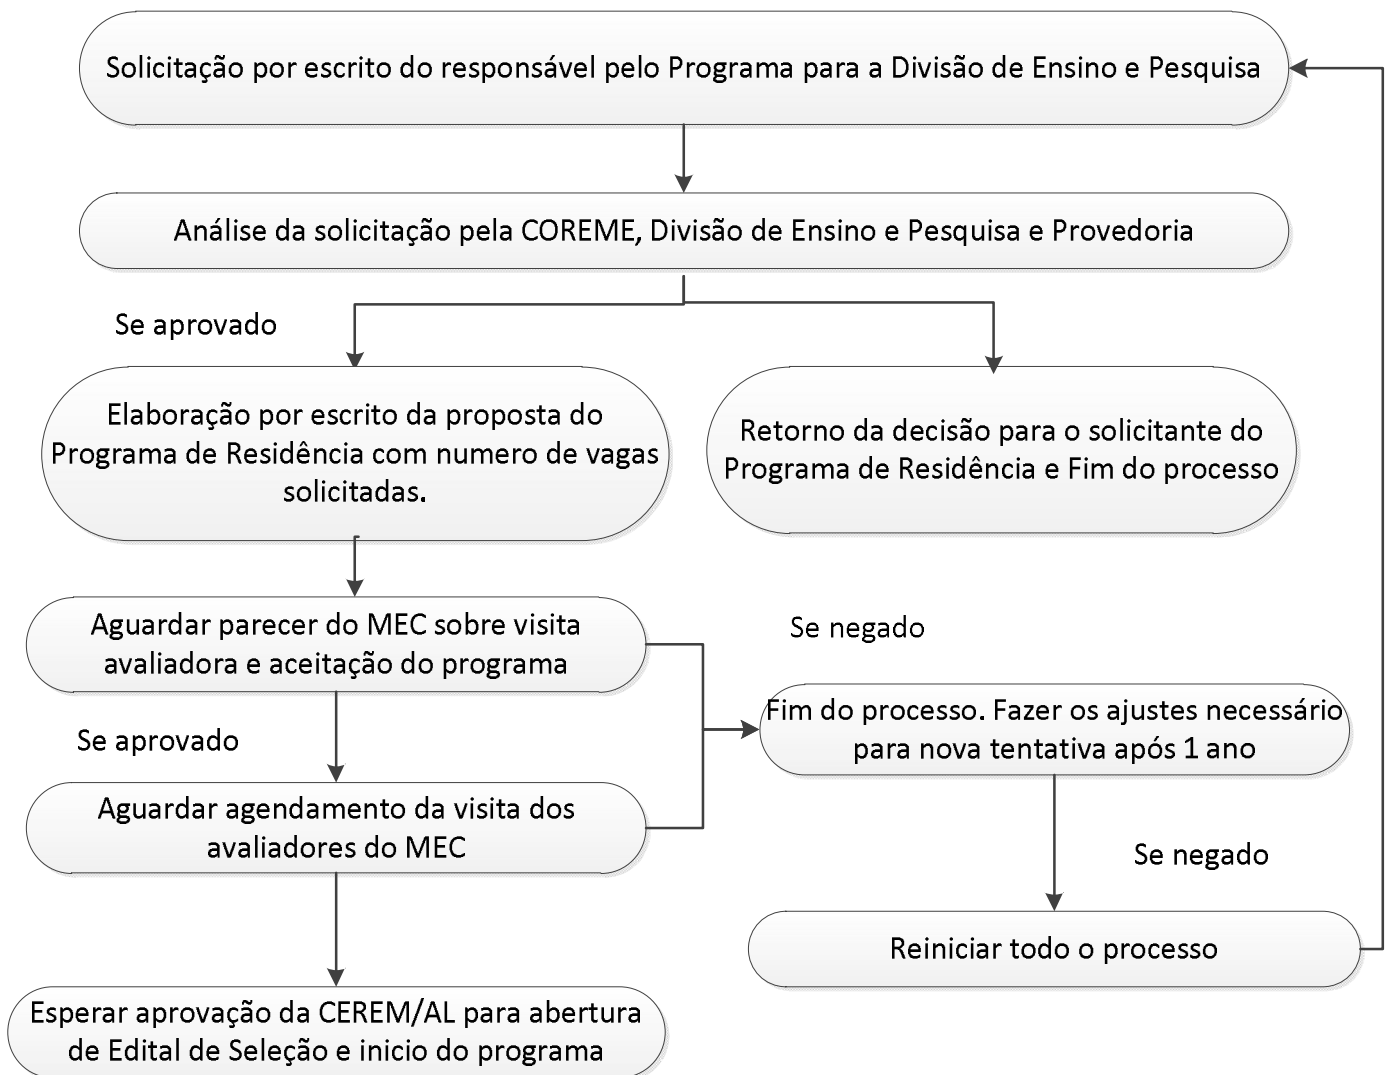 Solicitação por escrito do responsável pelo Programa para a Divisão de Ensino e Pesquisa
Análise da solicitação pela COREME, Divisão de Ensino e Pesquisa e Provedoria
Se aprovado
Elaboração por escrito da proposta do
Programa de Residência com numero de vagas
solicitadas.
Retorno da decisão para o solicitante do
Programa de Residência e Fim do processo
Aguardar parecer do MEC sobre visita
avaliadora e aceitação do programa
Se negado
Fim do processo. Fazer os ajustes necessário
para nova tentativa após 1 ano
Se aprovado
Aguardar agendamento da visita dos
avaliadores do MEC
Se negado
Reiniciar todo o processo
Esperar aprovação da CEREM/AL para abertura
de Edital de Seleção e inicio do programa